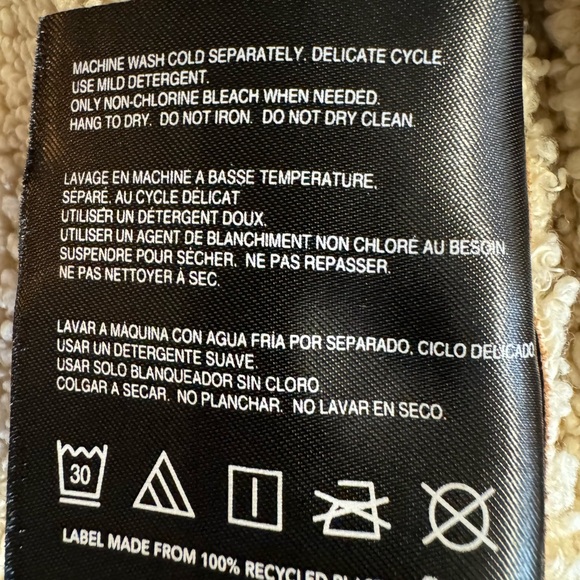 MACHINE WASH COLD SEPARATELY. DELICATE CYCLE.
USE MILD DETERGENT.
ONLY NON-CHLORINE BLEACH WHEN NEEDED.
HANG TO DRY. DO NOT IRON. DO NOT DRY CLEAN.
LAVAGE EN MACHINE A BASSE TEMPERATURE,
SÉPARÉ, AU CYCLE DÉLICAT
UTILISER UN DÉTERGENT DOUX,
UTILISER UN AGENT DE BLANCHIMENT NON CHLORÉ AU BESOIN
SUSPENDRE POUR SÉCHER. NE PAS REPASSER.
NE PAS NETTOYER À SEC.
LAVAR A MÁQUINA CON AGUA FRÍA POR SEPARADO, CICLO DELICADO
USAR UN DETERGENTE SUAVE.
USAR SOLO BLANQUEADOR SIN CLORO.
COLGAR A SECAR. NO PLANCHAR. NO LAVAR EN SECO.
30
LABEL MADE FROM 100% RECYCLED